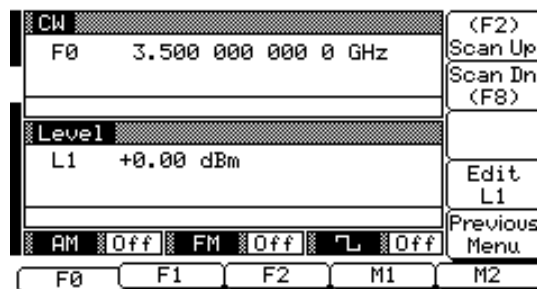 CW
F0 3.500 000 000 0 GHz
Level
L1 +0.00 dBm
AM Off FM Off Off
(F2)
Scan Up
Scan Dn
(F8)
Edit
L1
Previous
Menu
F0 F1 F2 M1 M2